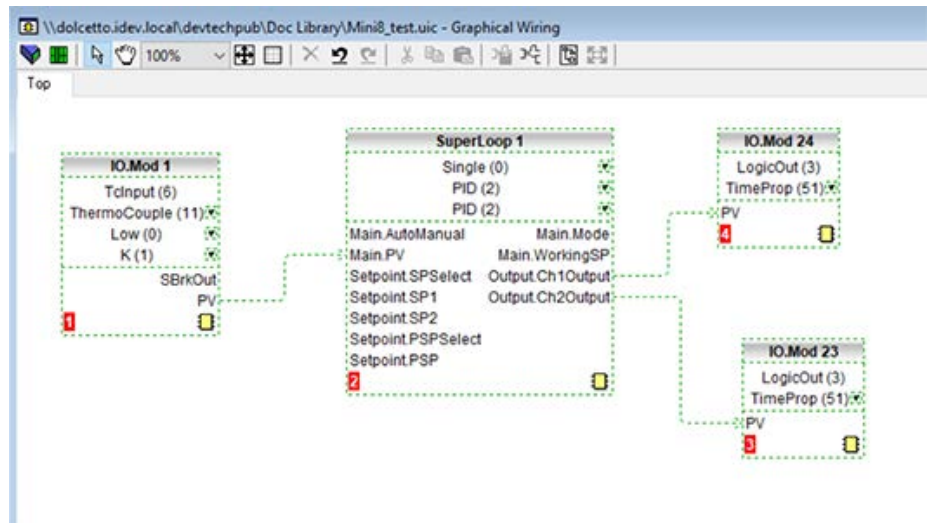 \\dolcetto.idev.local\devtechpub\Doc Library\Mini8_test.uic - Graphical Wiring
100%
Top
IO.Mod 1
TcInput (6)
ThermoCouple (11)
Low (0)
K (1)
SBrkOut
PV
1
SuperLoop 1
Single (0)
PID (2)
PID (2)
Main.AutoManual Main.Mode
Main.PV Main.WorkingSP
Setpoint.SPSelect Output.Ch1Output
Setpoint.SP1 Output.Ch2Output
Setpoint.SP2
Setpoint.PSPSelect
Setpoint.PSP
2
IO.Mod 24
LogicOut (3)
TimeProp (51)
PV
4
IO.Mod 23
LogicOut (3)
TimeProp (51)
PV
3